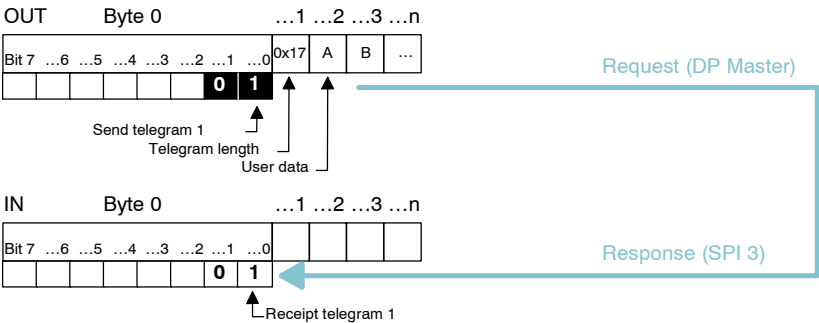 OUT Byte 0 …1 …2 …3 …n
Bit 7 …6 …5 …4 …3 …2 …1 …0 0x17 A B …
0 1
Request (DP Master)
Send telegram 1
Telegram length
User data
IN Byte 0 …1 …2 …3 …n
Bit 7 …6 …5 …4 …3 …2 …1 …0
Response (SPI 3)
0 1
Receipt telegram 1